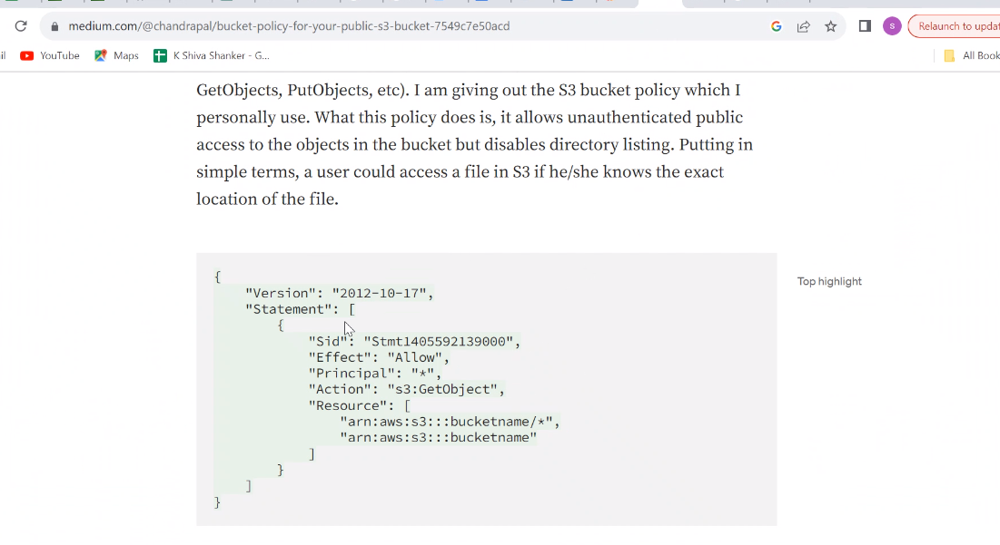 medium.com/@chandrapal/bucket-policy-for-your-public-s3-bucket-7549c7e50acd
S
Relaunch to updat
il
YouTube
Maps
K Shiva Shanker - G...
All Book
GetObjects, PutObjects, etc). I am giving out the S3 bucket policy which I
personally use. What this policy does is, it allows unauthenticated public
access to the objects in the bucket but disables directory listing. Putting in
simple terms, a user could access a file in S3 if he/she knows the exact
location of the file.
{
"Version": "2012-10-17",
"Statement": [
{
"Sid": "Stmt1405592139000",
"Effect": "Allow",
"Principal": "*",
"Action": "s3:GetObject",
"Resource": [
"arn:aws:s3:::bucketname/*",
"arn:aws:s3:::bucketname"
]
}
]
}
Top highlight